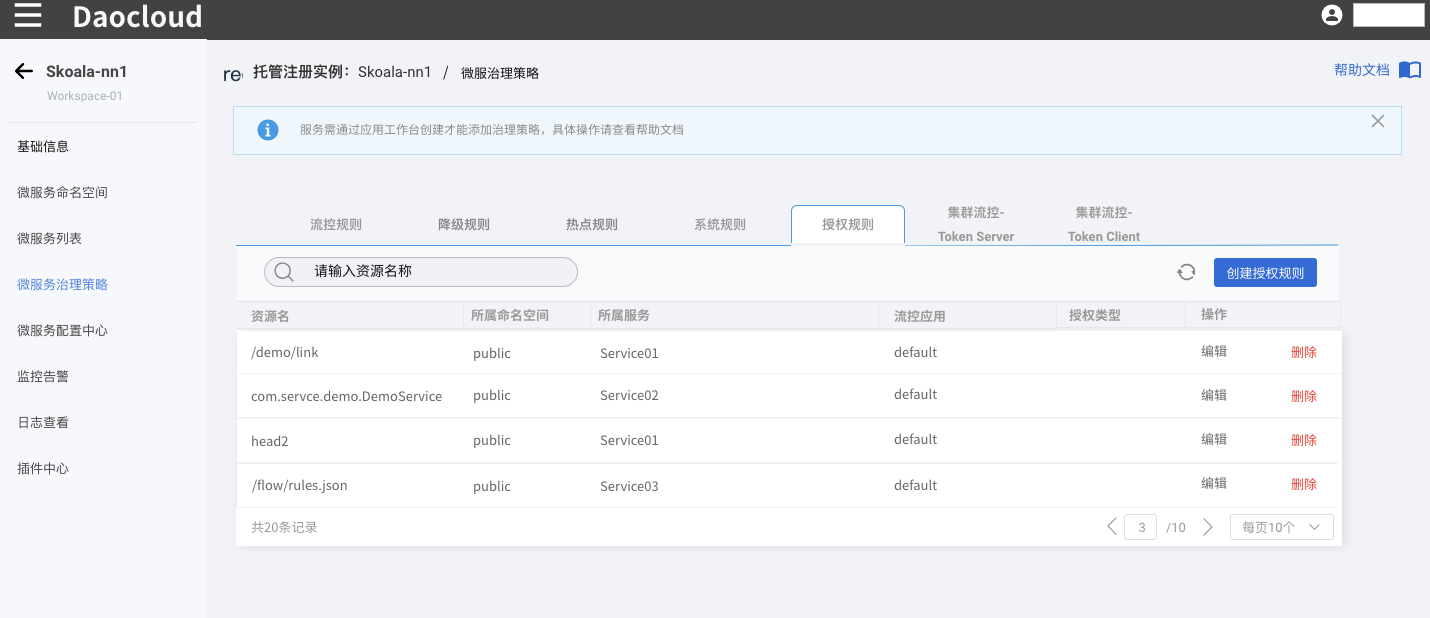 Daocloud
Skoala-nn1
Workspace-01
基础信息
微服务命名空间
微服务列表
微服务治理策略
微服务配置中心
监控告警
日志查看
插件中心
托管注册实例： Skoala-nn1 / 微服治理策略
帮助文档
服务需通过应用工作台创建才能添加治理策略，具体操作请查看帮助文档
流控规则 降级规则 热点规则 系统规则 授权规则 集群流控- 集群流控-
Token Server Token Client
请输入资源名称
创建授权规则
资源名 所属命名空间 所属服务 流控应用 授权类型 操作
/demo/link public Service01 default 编辑 删除
com.servce.demo.DemoService public Service02 default 编辑 删除
head2 public Service01 default 编辑 删除
/flow/rules.json public Service03 default 编辑 删除
共20条记录 3 /10 每页10个